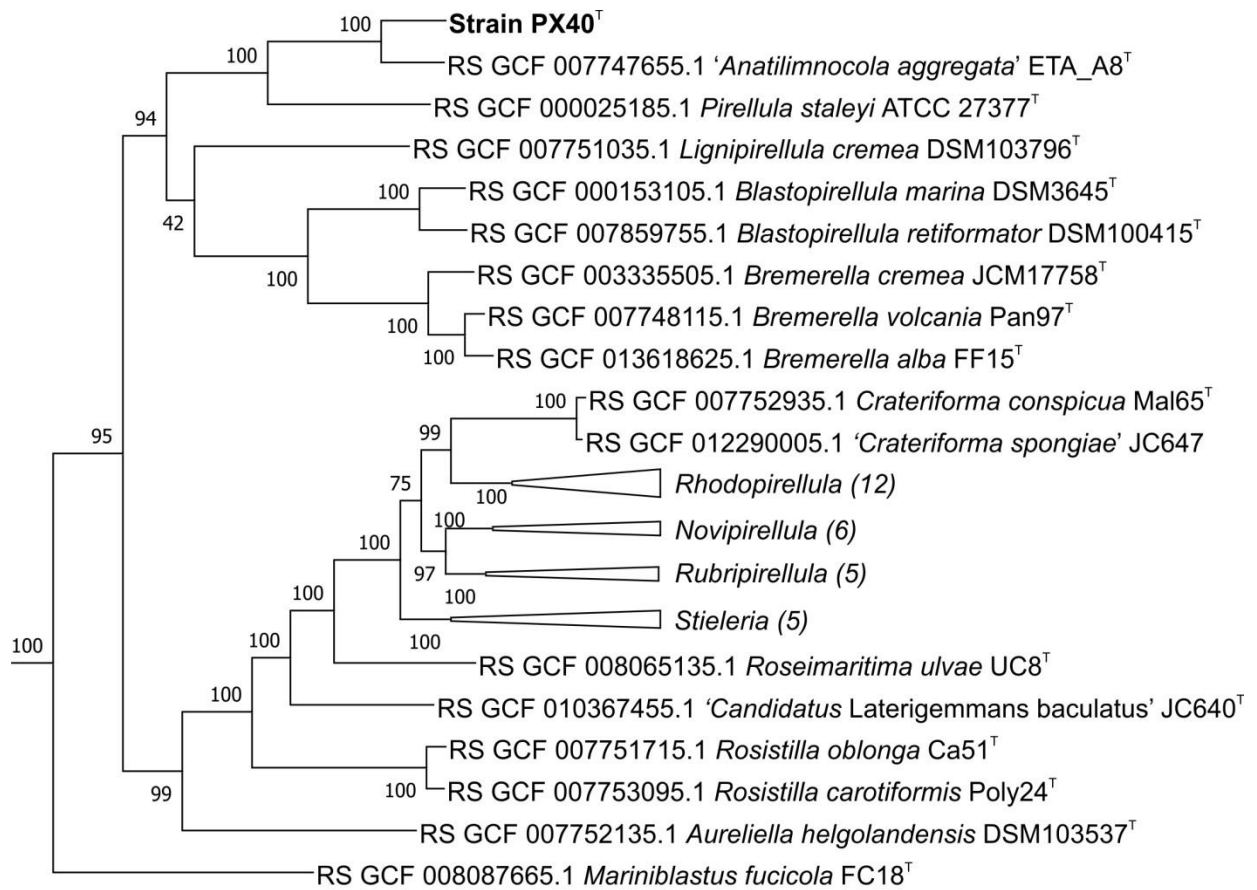 100
Strain PX40ᵀ
100
RS GCF 007747655.1 ‘Anatilimnocola aggregata’ ETA_A8ᵀ
RS GCF 000025185.1 Pirellula staleyi ATCC 27377ᵀ
94
RS GCF 007751035.1 Lignipirellula cremea DSM103796ᵀ
100
RS GCF 000153105.1 Blastopirellula marina DSM3645ᵀ
42
RS GCF 007859755.1 Blastopirellula retiformator DSM100415ᵀ
100
RS GCF 003335505.1 Bremerella cremea JCM17758ᵀ
RS GCF 007748115.1 Bremerella volcania Pan97ᵀ
100
100
RS GCF 013618625.1 Bremerella alba FF15ᵀ
100
RS GCF 007752935.1 Crateriforma conspicua Mal65ᵀ
95
99
RS GCF 012290005.1 ‘Crateriforma spongiae’ JC647
75
Rhodopirellula (12)
100
100
Novipirellula (6)
100
97
Rubripirellula (5)
100
Stieleria (5)
100
100
100
RS GCF 008065135.1 Roseimaritima ulvae UC8ᵀ
100
RS GCF 010367455.1 ‘Candidatus Laterigemmans baculatus’ JC640ᵀ
RS GCF 007751715.1 Rosistilla oblonga Ca51ᵀ
100
RS GCF 007753095.1 Rosistilla carotiformis Poly24ᵀ
99
RS GCF 007752135.1 Aureliella helgolandensis DSM103537ᵀ
RS GCF 008087665.1 Mariniblastus fucicola FC18ᵀ